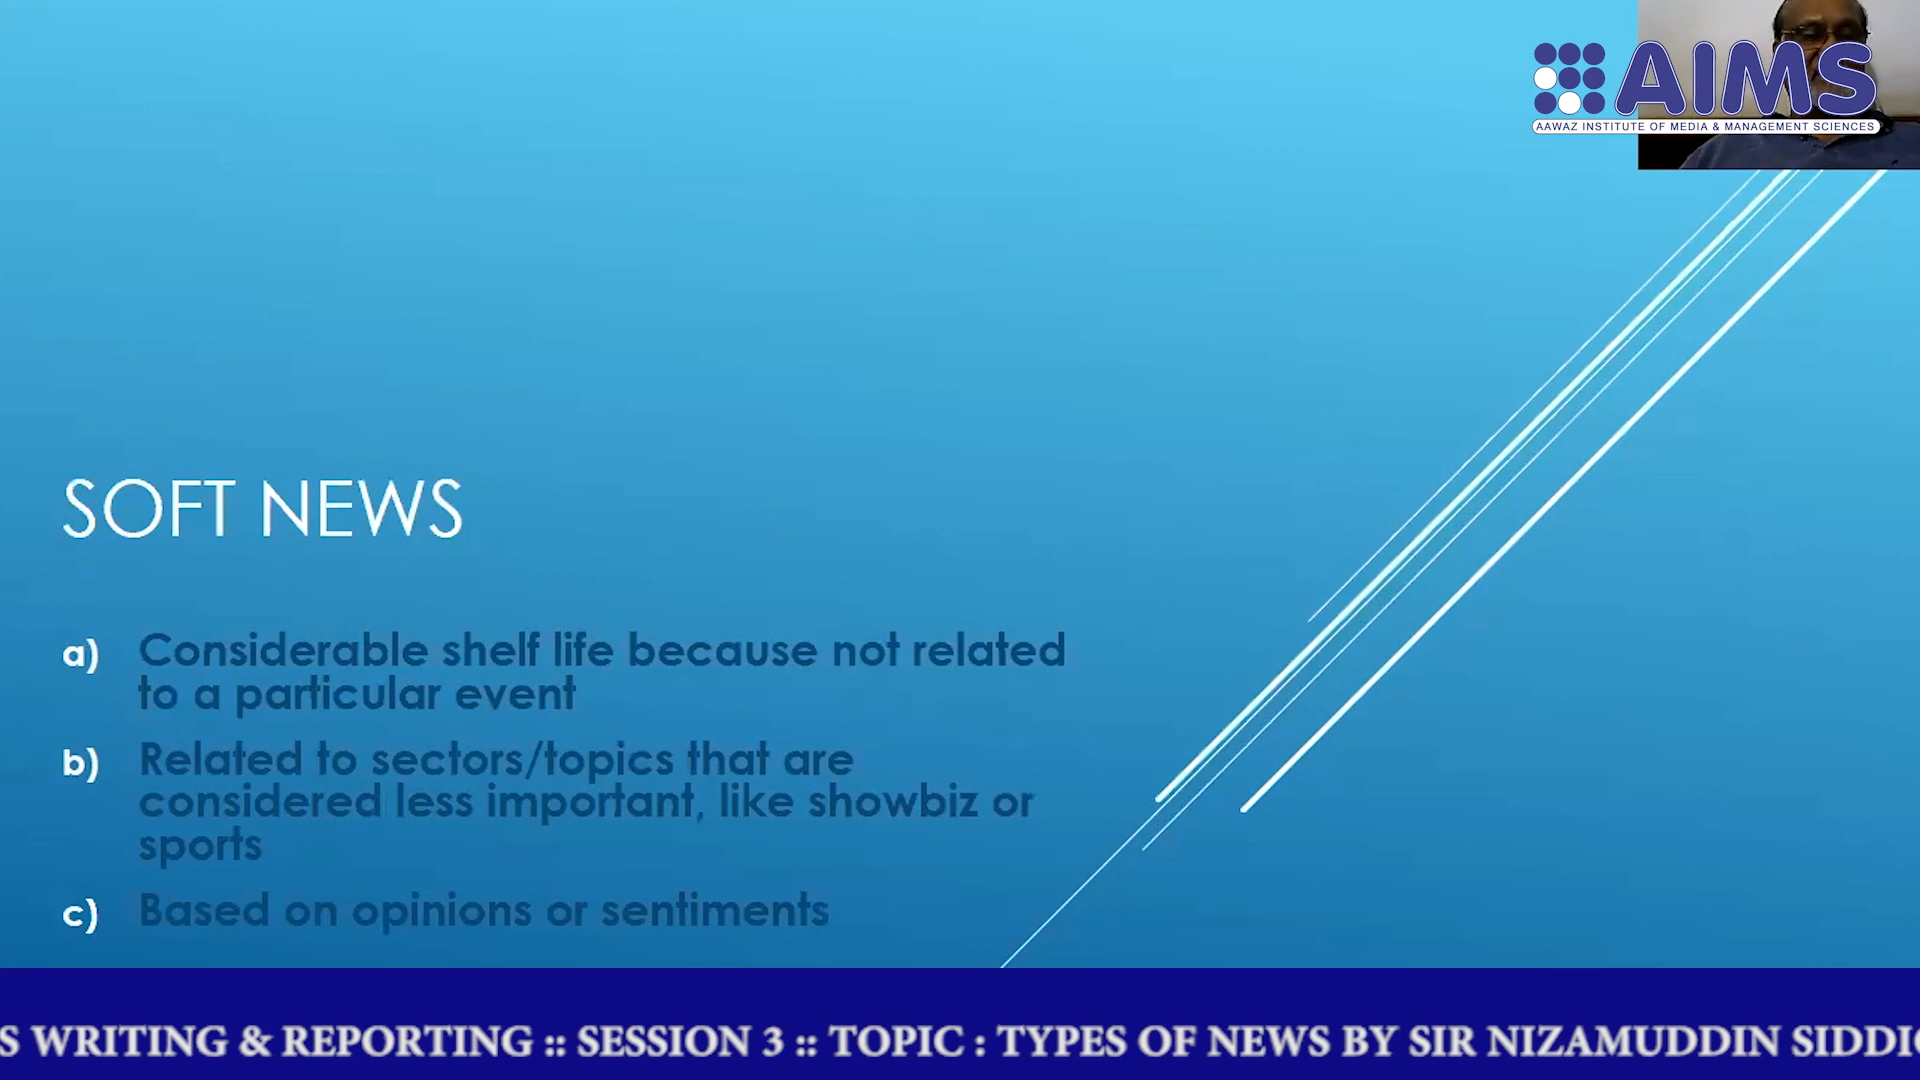 AIMS
AAWAZ INSTITUTE OF MEDIA & MANAGEMENT SCIENCES
SOFT NEWS
a) Considerable shelf life because not related
to a particular event
b) Related to sectors/topics that are
considered less important, like showbiz or
sports
c) Based on opinions or sentiments
S WRITING & REPORTING :: SESSION 3 :: TOPIC : TYPES OF NEWS BY SIR NIZAMUDDIN